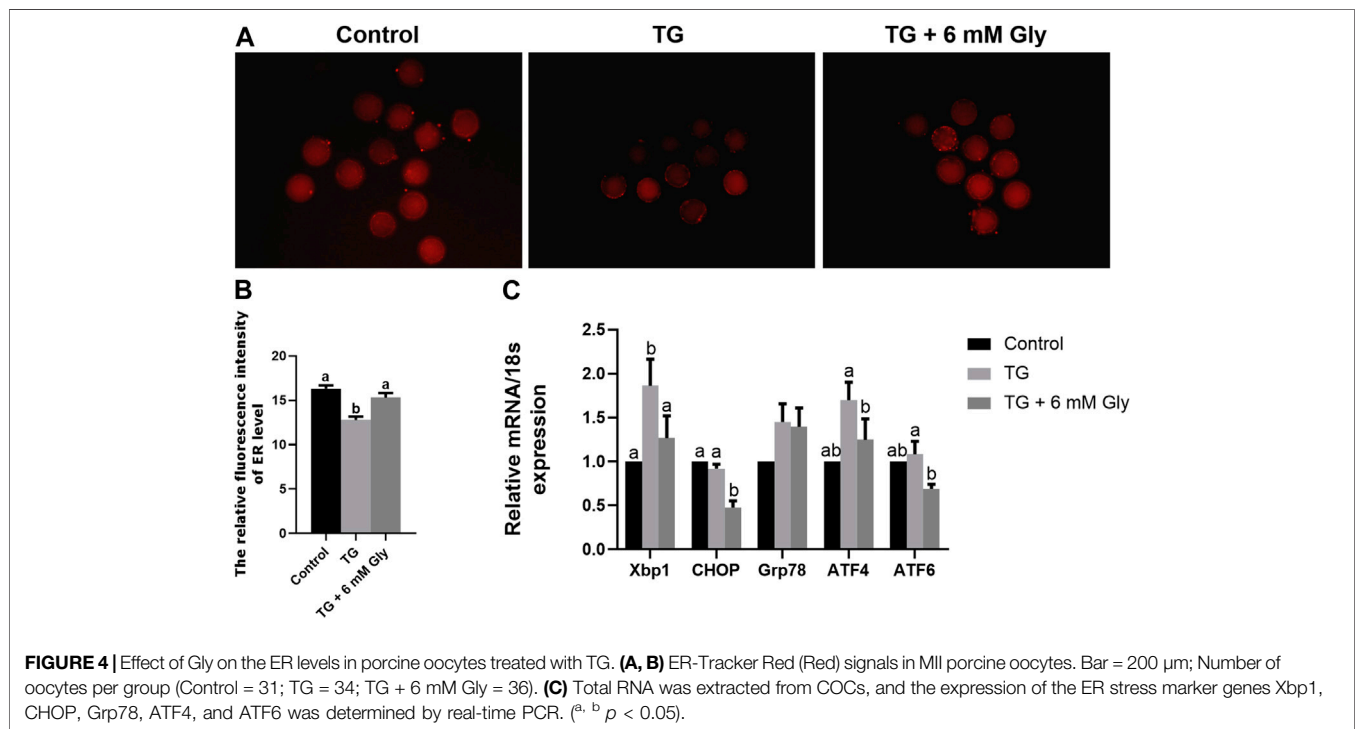 A
Control
TG
TG + 6 mM Gly
B
The relative fluorescence intensity
of ER level
20
15
10
5
0
a
b
a
Control
TG
TG + 6 mM Gly
C
Relative mRNA/18s
expression
2.5
2.0
1.5
1.0
0.5
0.0
a b a
a a b
ab a b
ab a b
Xbp1 CHOP Grp78 ATF4 ATF6
Control
TG
TG + 6 mM Gly
FIGURE 4 | Effect of Gly on the ER levels in porcine oocytes treated with TG. (A, B) ER-Tracker Red (Red) signals in MII porcine oocytes. Bar = 200 µm; Number of
oocytes per group (Control = 31; TG = 34; TG + 6 mM Gly = 36). (C) Total RNA was extracted from COCs, and the expression of the ER stress marker genes Xbp1,
CHOP, Grp78, ATF4, and ATF6 was determined by real-time PCR. (a, b p < 0.05).